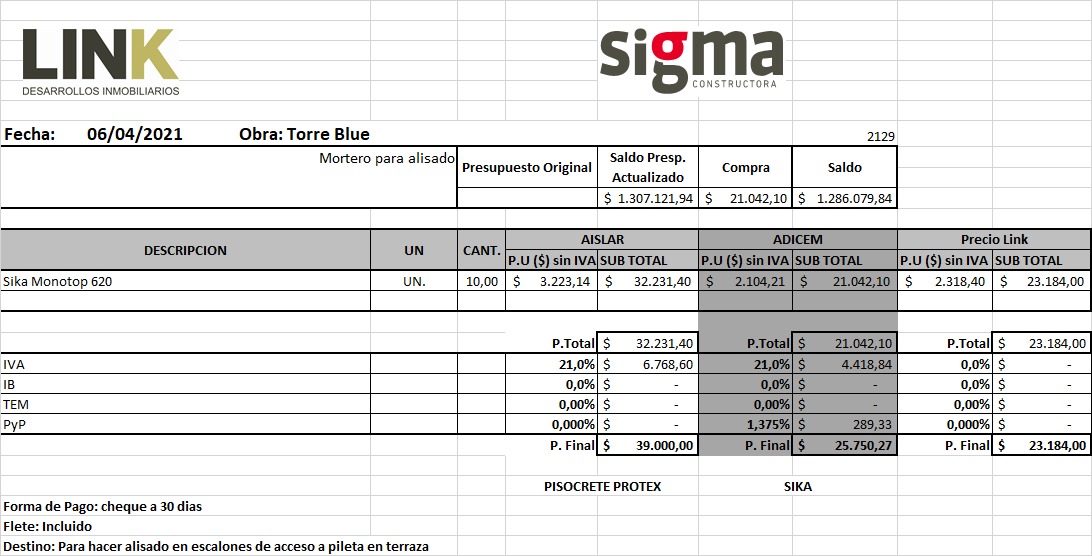 LINK
DESARROLLOS INMOBILIARIOS
sigma
CONSTRUCTORA
Fecha: 06/04/2021 Obra: Torre Blue 2129
Mortero para alisado Presupuesto Original Saldo Presp. Actualizado Compra Saldo
$ 1.307.121,94 $ 21.042,10 $ 1.286.079,84
DESCRIPCION UN CANT. AISLAR ADICEM Precio Link
P.U ($) sin IVA SUB TOTAL P.U ($) sin IVA SUB TOTAL P.U ($) sin IVA SUB TOTAL
Sika Monotop 620 UN. 10,00 $ 3.223,14 $ 32.231,40 $ 2.104,21 $ 21.042,10 $ 2.318,40 $ 23.184,00
P.Total $ 32.231,40 P.Total $ 21.042,10 P.Total $ 23.184,00
IVA 21,0% $ 6.768,60 21,0% $ 4.418,84 0,0% $ -
IB 0,0% $ - 0,0% $ - 0,0% $ -
TEM 0,00% $ - 0,00% $ - 0,00% $ -
PyP 0,000% $ - 1,375% $ 289,33 0,000% $ -
P. Final $ 39.000,00 P. Final $ 25.750,27 P. Final $ 23.184,00
PISOCRETE PROTEX SIKA
Forma de Pago: cheque a 30 dias
Flete: Incluido
Destino: Para hacer alisado en escalones de acceso a pileta en terraza